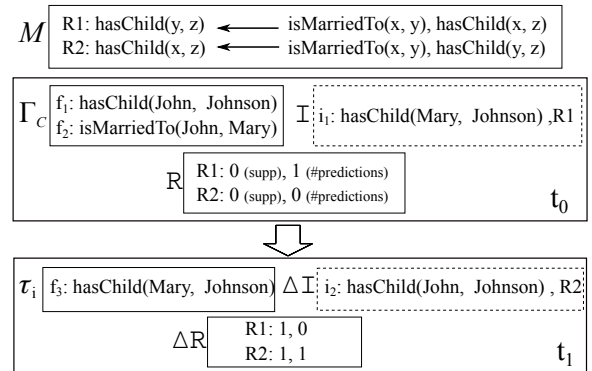 M R1: hasChild(y, z) isMarriedTo(x, y), hasChild(x, z)
R2: hasChild(x, z) isMarriedTo(x, y), hasChild(y, z)
Γ_C f₁: hasChild(John, Johnson) I i₁: hasChild(Mary, Johnson) ,R1
f₂: isMarriedTo(John, Mary)
R R1: 0 (supp), 1 (#predictions)
R2: 0 (supp), 0 (#predictions)
t₀
τᵢ f₃: hasChild(Mary, Johnson) ΔI i₂: hasChild(John, Johnson) , R2
ΔR R1: 1, 0
R2: 1, 1
t₁